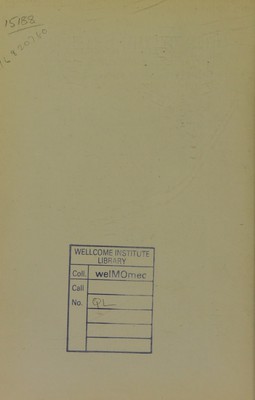 15188
WELLCOME INSTITUTE
LIBRARY
Coll. welMOmec
Call
No. QL